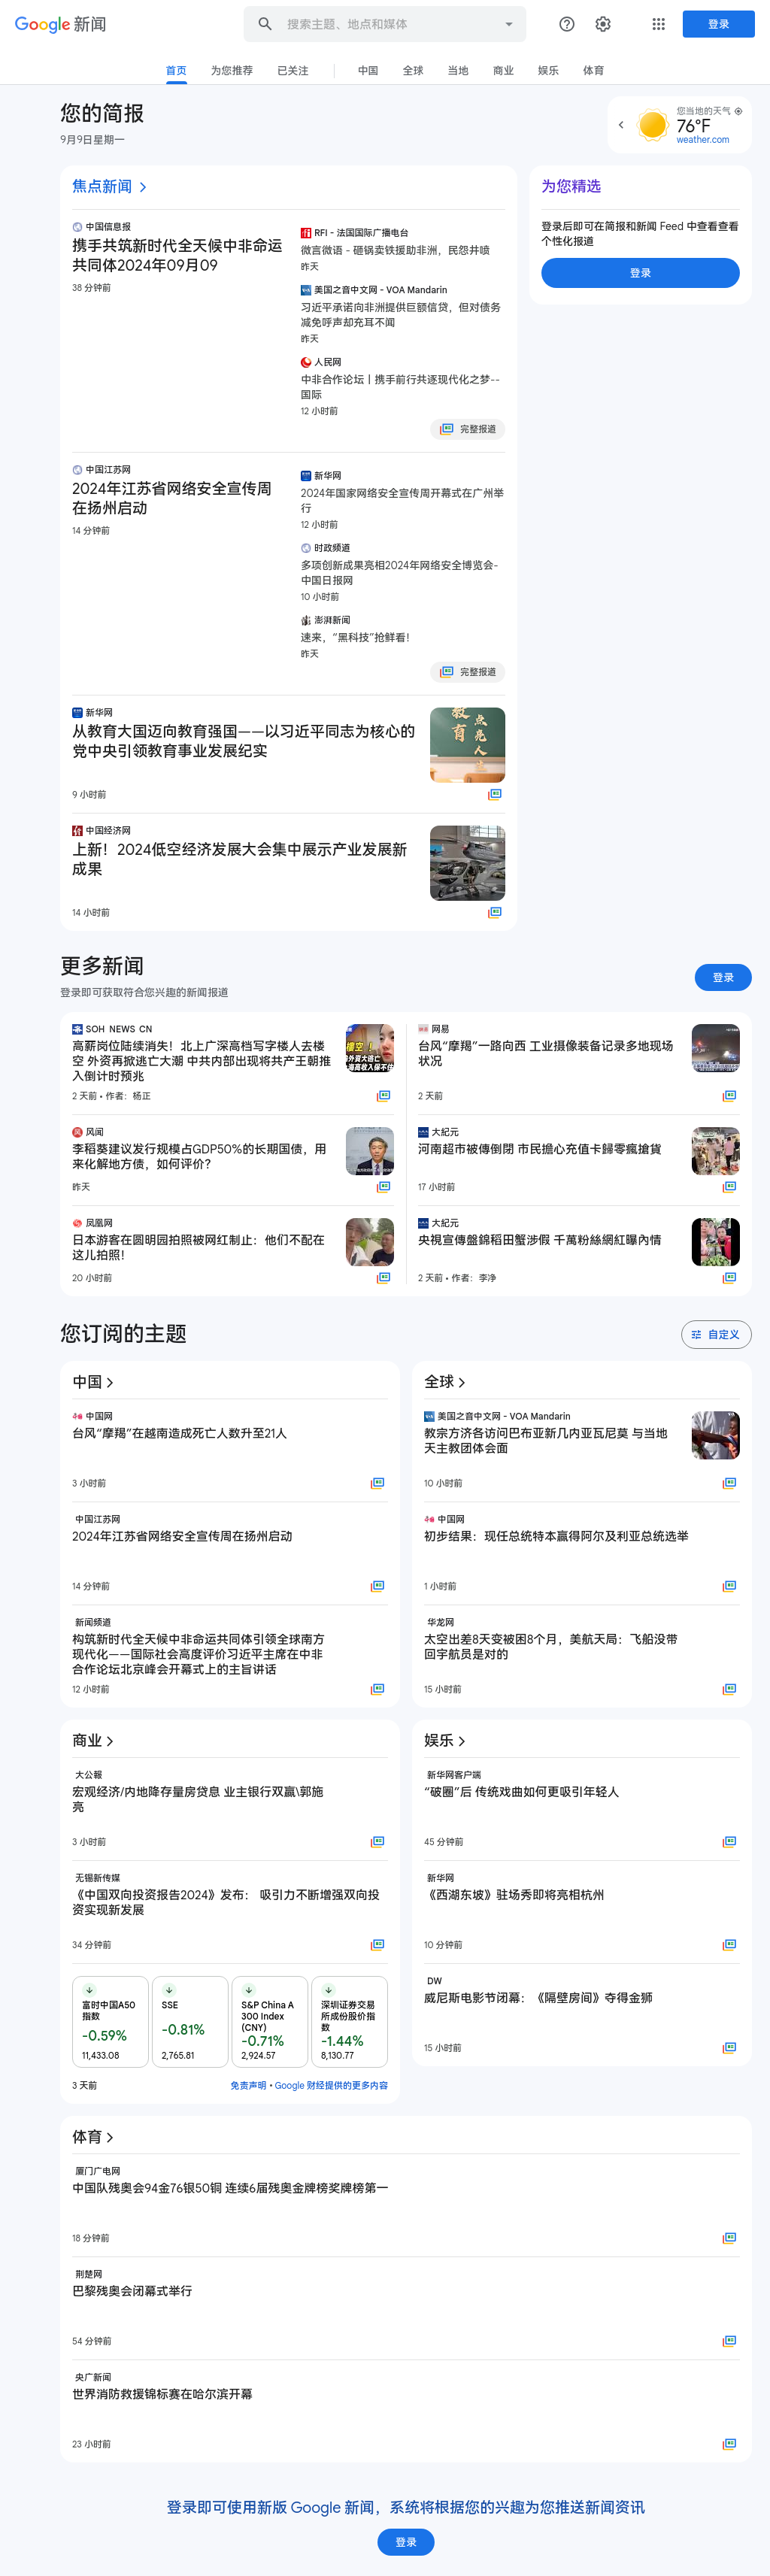 Google 新闻
搜索主题、地点和媒体
登录
首页
为您推荐
已关注
中国
全球
当地
商业
娱乐
体育
您的简报
9月9日星期一
您当地的天气
76°F
weather.com
焦点新闻
中国信息报
携手共筑新时代全天候中非命运
共同体2024年09月09
38 分钟前
RFI - 法国国际广播电台
微言微语 - 砸锅卖铁援助非洲，民怨井喷
昨天
美国之音中文网 - VOA Mandarin
习近平承诺向非洲提供巨额信贷，但对债务
减免呼声却充耳不闻
昨天
人民网
中非合作论坛丨携手前行共逐现代化之梦--
国际
12 小时前
完整报道
中国江苏网
2024年江苏省网络安全宣传周
在扬州启动
14 分钟前
新华网
2024年国家网络安全宣传周开幕式在广州举
行
12 小时前
时政频道
多项创新成果亮相2024年网络安全博览会-
中国日报网
10 小时前
澎湃新闻
速来，“黑科技”抢鲜看！
昨天
完整报道
新华网
从教育大国迈向教育强国——以习近平同志为核心的
党中央引领教育事业发展纪实
9 小时前
中国经济网
上新！2024低空经济发展大会集中展示产业发展新
成果
14 小时前
为您精选
登录后即可在简报和新闻 Feed 中查看查看
个性化报道
登录
更多新闻
登录即可获取符合您兴趣的新闻报道
登录
SOH NEWS CN
高薪岗位陆续消失！北上广深高档写字楼人去楼
空 外资再掀逃亡大潮 中共内部出现将共产王朝推
入倒计时预兆
2 天前 • 作者：杨正
网易
台风“摩羯”一路向西 工业摄像装备记录多地现场
状况
2 天前
风闻
李稻葵建议发行规模占GDP50%的长期国债，用
来化解地方债，如何评价？
昨天
大紀元
河南超市被傳倒閉 市民擔心充值卡歸零瘋搶貨
17 小时前
凤凰网
日本游客在圆明园拍照被网红制止：他们不配在
这儿拍照！
20 小时前
大紀元
央視宣傳盤錦稻田蟹涉假 千萬粉絲網紅曝內情
2 天前 • 作者：李净
您订阅的主题
自定义
中国
中国网
台风“摩羯”在越南造成死亡人数升至21人
3 小时前
中国江苏网
2024年江苏省网络安全宣传周在扬州启动
14 分钟前
新闻频道
构筑新时代全天候中非命运共同体引领全球南方
现代化——国际社会高度评价习近平主席在中非
合作论坛北京峰会开幕式上的主旨讲话
12 小时前
全球
美国之音中文网 - VOA Mandarin
教宗方济各访问巴布亚新几内亚瓦尼莫 与当地
天主教团体会面
10 小时前
中国网
初步结果：现任总统特本赢得阿尔及利亚总统选举
1 小时前
华龙网
太空出差8天变被困8个月，美航天局：飞船没带
回宇航员是对的
15 小时前
商业
大公報
宏观经济/内地降存量房贷息 业主银行双赢\郭施
亮
3 小时前
无锡新传媒
《中国双向投资报告2024》发布： 吸引力不断增强双向投
资实现新发展
34 分钟前
富时中国A50
指数
-0.59%
11,433.08
SSE
-0.81%
2,765.81
S&P China A
300 Index
(CNY)
-0.71%
2,924.57
深圳证券交易
所成份股价指
数
-1.44%
8,130.77
3 天前
免责声明 • Google 财经提供的更多内容
娱乐
新华网客户端
“破圈”后 传统戏曲如何更吸引年轻人
45 分钟前
新华网
《西湖东坡》驻场秀即将亮相杭州
10 分钟前
DW
威尼斯电影节闭幕：《隔壁房间》夺得金狮
15 小时前
体育
厦门广电网
中国队残奥会94金76银50铜 连续6届残奥金牌榜奖牌榜第一
18 分钟前
荆楚网
巴黎残奥会闭幕式举行
54 分钟前
央广新闻
世界消防救援锦标赛在哈尔滨开幕
23 小时前
登录即可使用新版 Google 新闻，系统将根据您的兴趣为您推送新闻资讯
登录